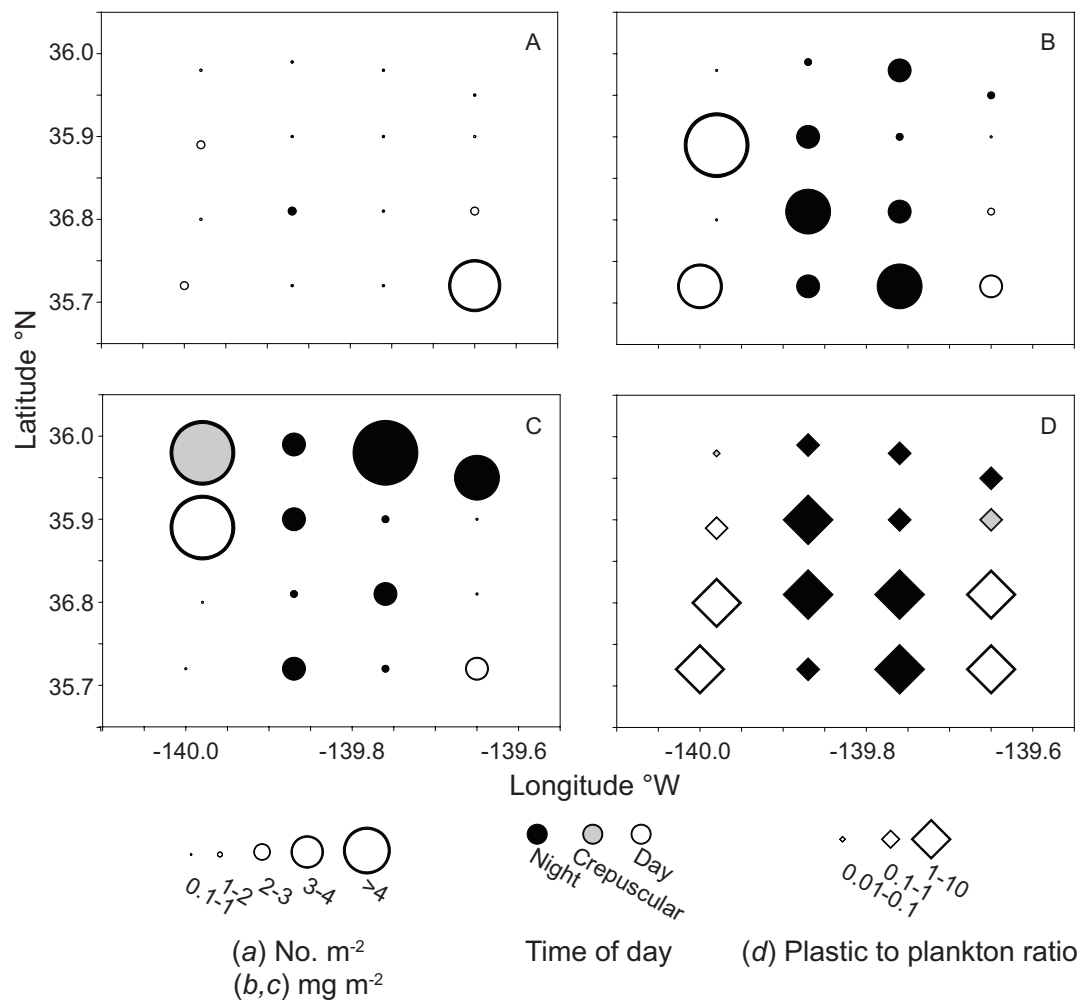 A
B
36.0
35.9
36.8
35.7
Latitude °N
C
D
36.0
35.9
36.8
35.7
-140.0
-139.8
-139.6
-140.0
-139.8
-139.6
Longitude °W
0.1-1
1-2
2-3
3-4
>4
Night
Crepuscular
Day
0.01-0.1
0.1-1
1-10
(a) No. m-2
(b,c) mg m-2
Time of day
(d) Plastic to plankton ratio